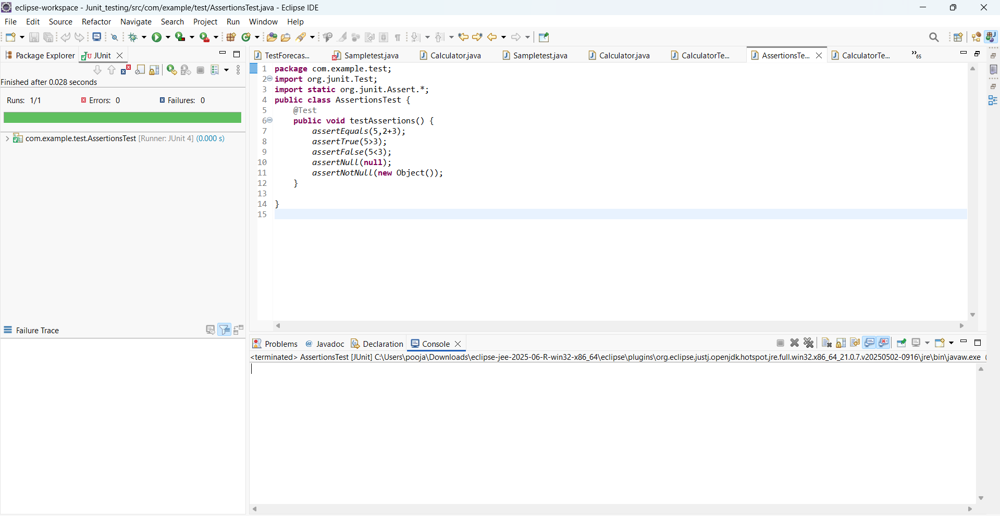 eclipse-workspace - Junit_testing/src/com/example/test/AssertionsTest.java - Eclipse IDE
File Edit Source Refactor Navigate Search Project Run Window Help
Package Explorer JUnit
Finished after 0.028 seconds
Runs: 1/1 Errors: 0 Failures: 0
com.example.test.AssertionsTest [Runner: JUnit 4] (0.000 s)
Failure Trace
TestForecas... Sampletest.java Calculator.java Sampletest.java Calculator.java CalculatorTe... AssertionsTe... CalculatorTe... »65
1 package com.example.test;
2 import org.junit.Test;
3 import static org.junit.Assert.*;
4 public class AssertionsTest {
5     @Test
6     public void testAssertions() {
7         assertEquals(5,2+3);
8         assertTrue(5>3);
9         assertFalse(5<3);
10         assertNull(null);
11         assertNotNull(new Object());
12     }
13
14 }
15
Problems @ Javadoc Declaration Console
<terminated> AssertionsTest [JUnit] C:\Users\pooja\Downloads\eclipse-jee-2025-06-R-win32-x86_64\eclipse\plugins\org.eclipse.justj.openjdk.hotspot.jre.full.win32.x86_64_21.0.7.v20250502-0916\jre\bin\javaw.exe (